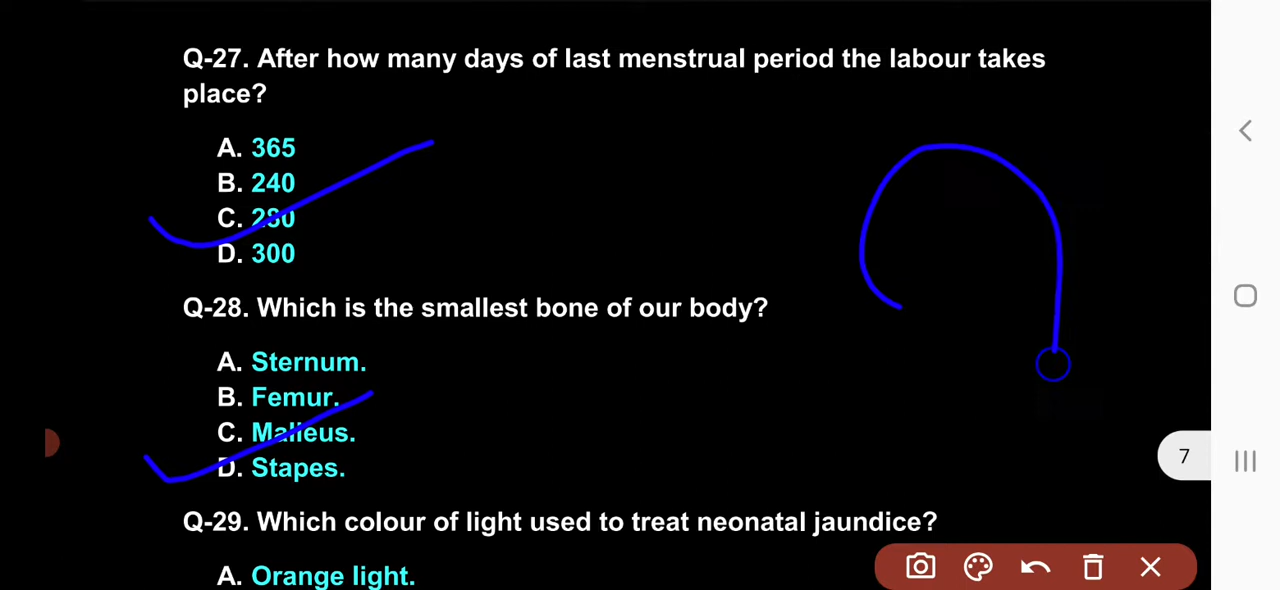 Q-27. After how many days of last menstrual period the labour takes
place?
A. 365
B. 240
C. 280
D. 300
Q-28. Which is the smallest bone of our body?
A. Sternum.
B. Femur.
C. Malleus.
D. Stapes.
7
Q-29. Which colour of light used to treat neonatal jaundice?
A. Orange light.